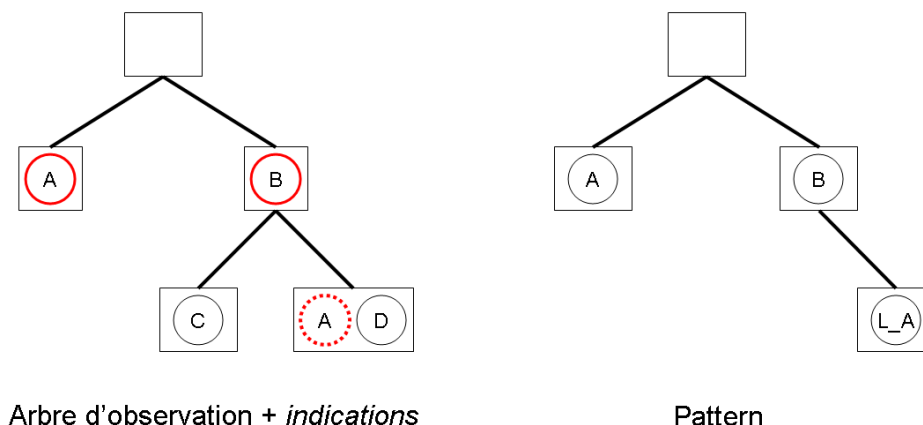 A B A B
C A D L_A
Arbre d'observation + indications Pattern